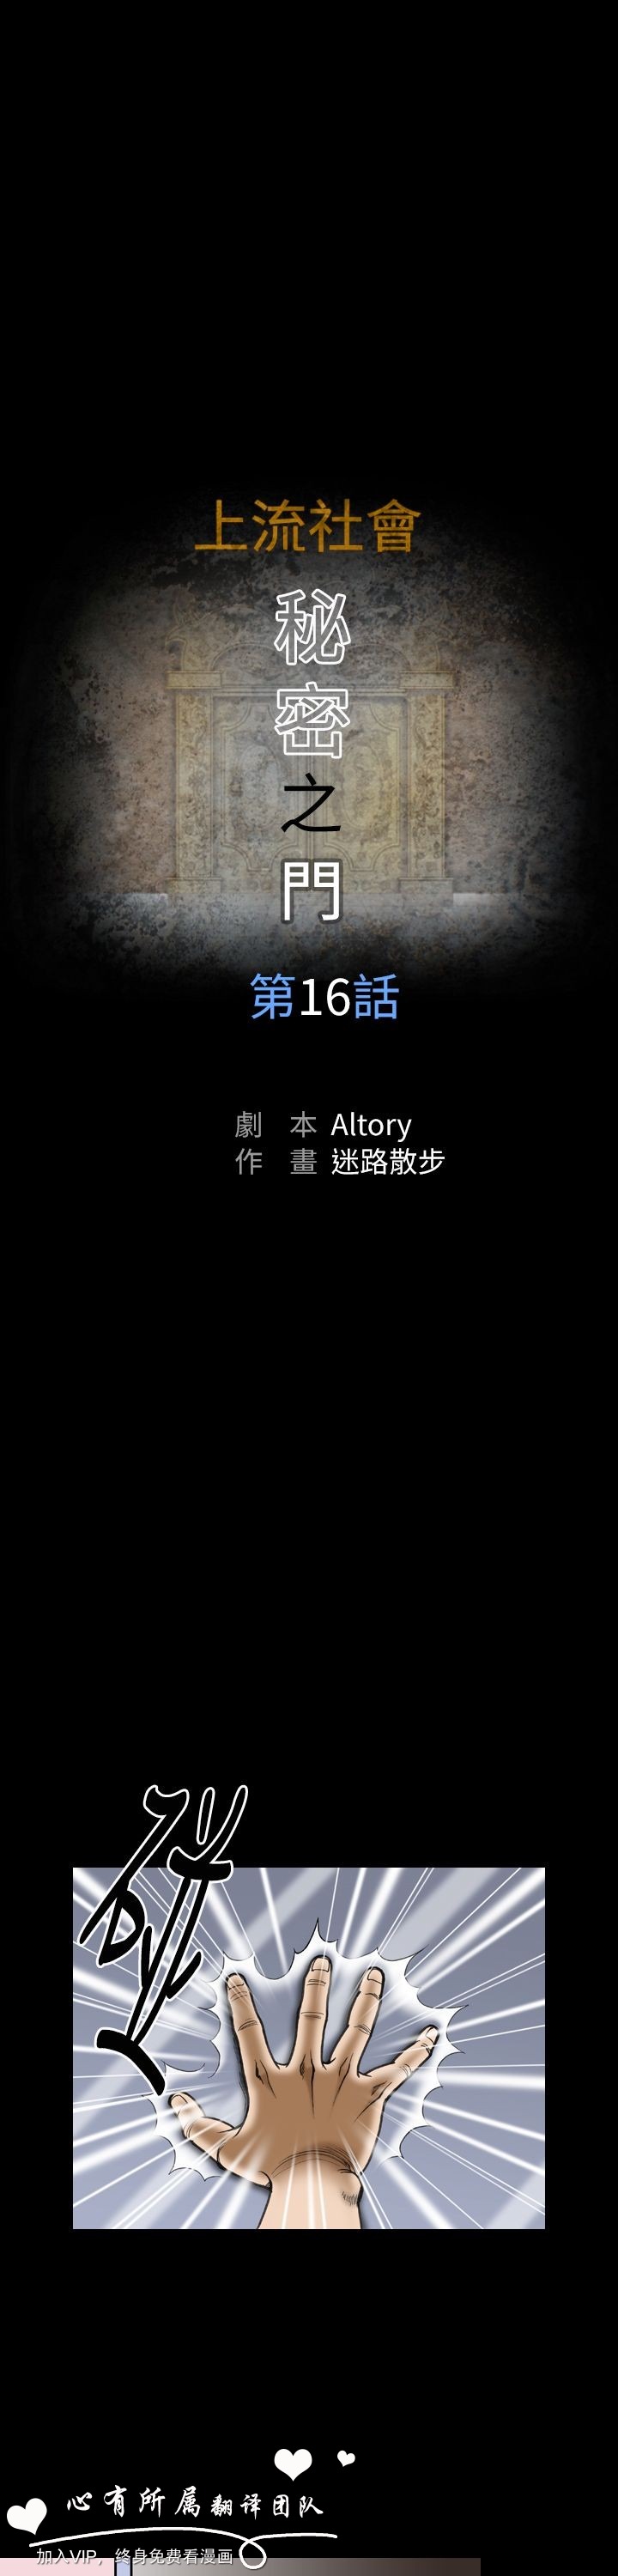 上流社會
秘
密
之
門
第16話
劇 本 Altory
作 畫 迷路散步
心有所属翻译团队
加入VIP，终身免费看漫画